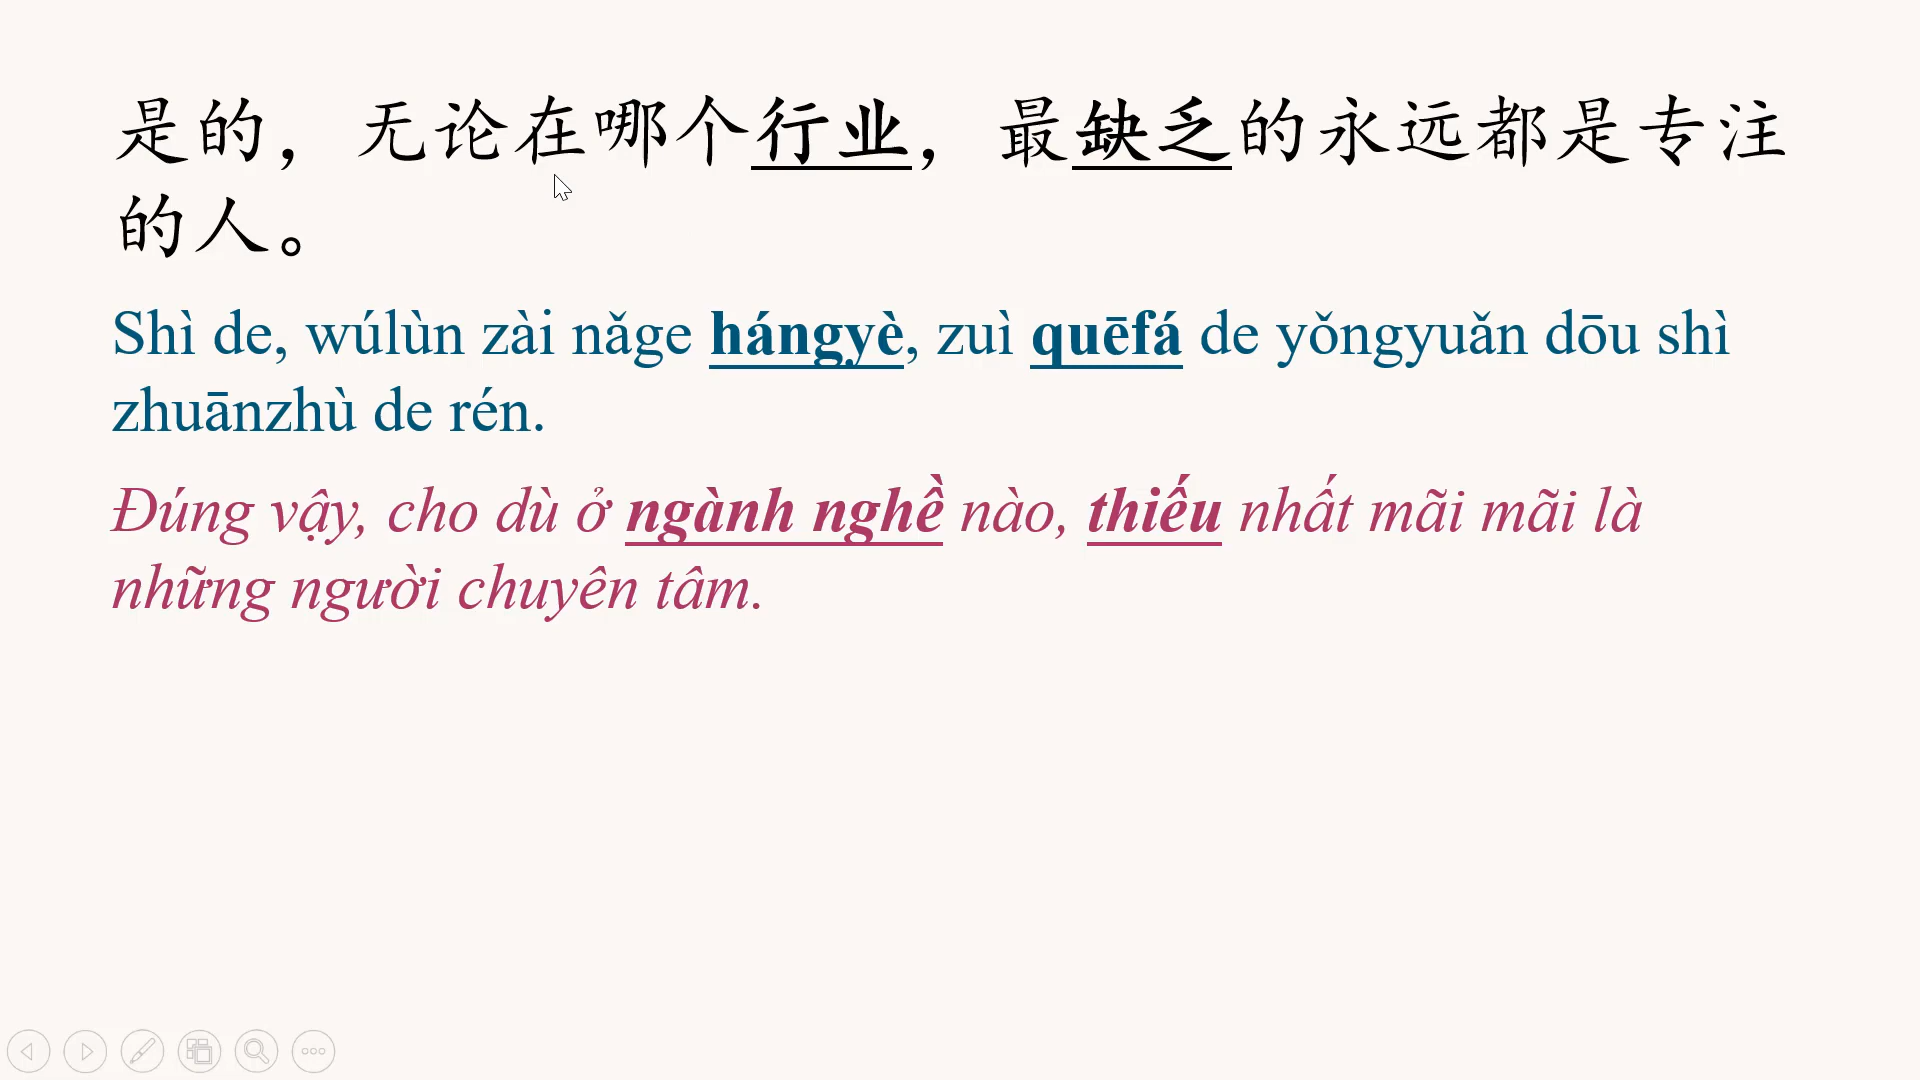 是的，无论在哪个行业，最缺乏的永远都是专注
的人。
Shì de, wúlùn zài nǎge hángyè, zuì quēfá de yǒngyuǎn dōu shì
zhuānzhù de rén.
Đúng vậy, cho dù ở ngành nghề nào, thiếu nhất mãi mãi là
những người chuyên tâm.